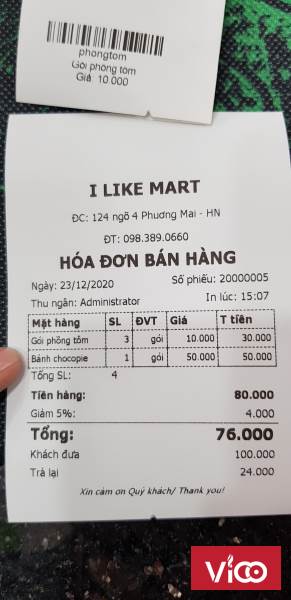 phongtom
Gói phòng tôm
Giá: 10.000
I LIKE MART
ĐC: 124 ngõ 4 Phương Mai - HN
ĐT: 098.389.0660
HÓA ĐƠN BÁN HÀNG
Ngày: 23/12/2020 Số phiếu: 20000005
Thu ngân: Administrator In lúc: 15:07
Mặt hàng SL ĐVT Giá T tiền
Gói phòng tôm 3 gói 10.000 30.000
Bánh chocopie 1 gói 50.000 50.000
Tổng SL: 4
Tiền hàng: 80.000
Giảm 5%: 4.000
Tổng: 76.000
Khách đưa 100.000
Trả lại 24.000
Xin cảm ơn Quý khách/ Thank you!
VICO